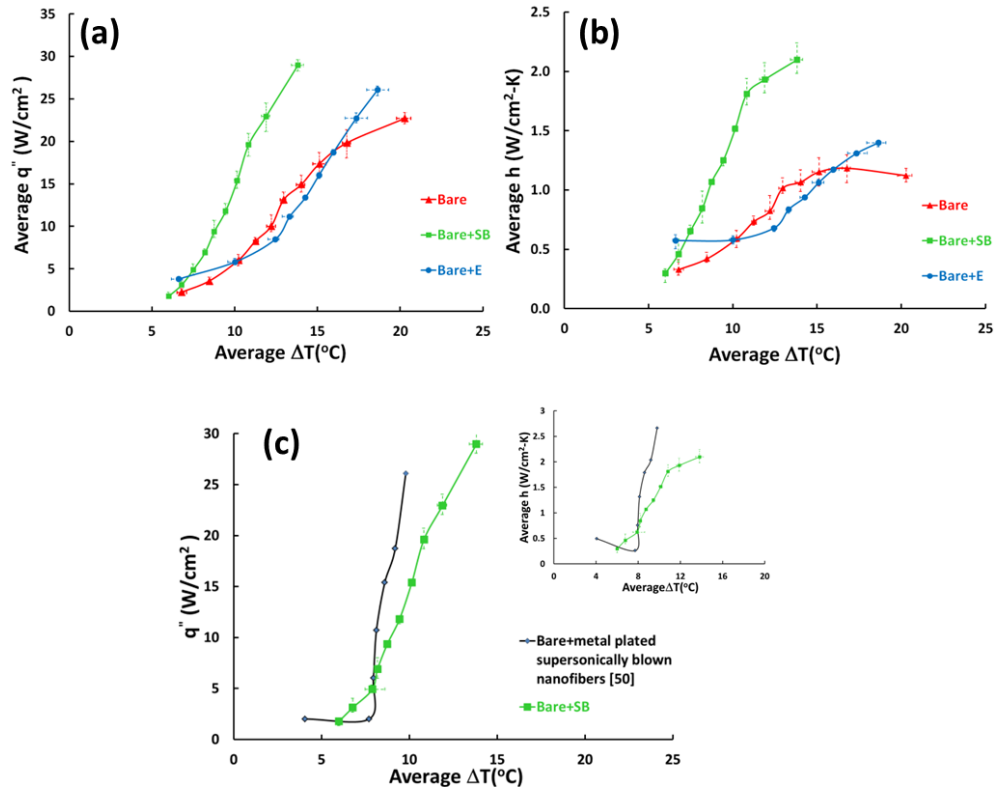 (a)
Average q" (W/cm²)
35
30
25
20
15
10
5
0
0 5 10 15 20 25
Average ΔT(°C)
Bare
Bare+SB
Bare+E
(b)
Average h (W/cm²-K)
2.5
2.0
1.5
1.0
0.5
0.0
0 5 10 15 20 25
Average ΔT(°C)
Bare
Bare+SB
Bare+E
(c)
q" (W/cm²)
30
25
20
15
10
5
0
0 5 10 15 20 25
Average ΔT(°C)
Average h (W/cm²-K)
3
2.5
2
1.5
1
0.5
0
0 4 8 12 16 20
AverageΔT(°C)
Bare+metal plated
supersonically blown
nanofibers [50]
Bare+SB